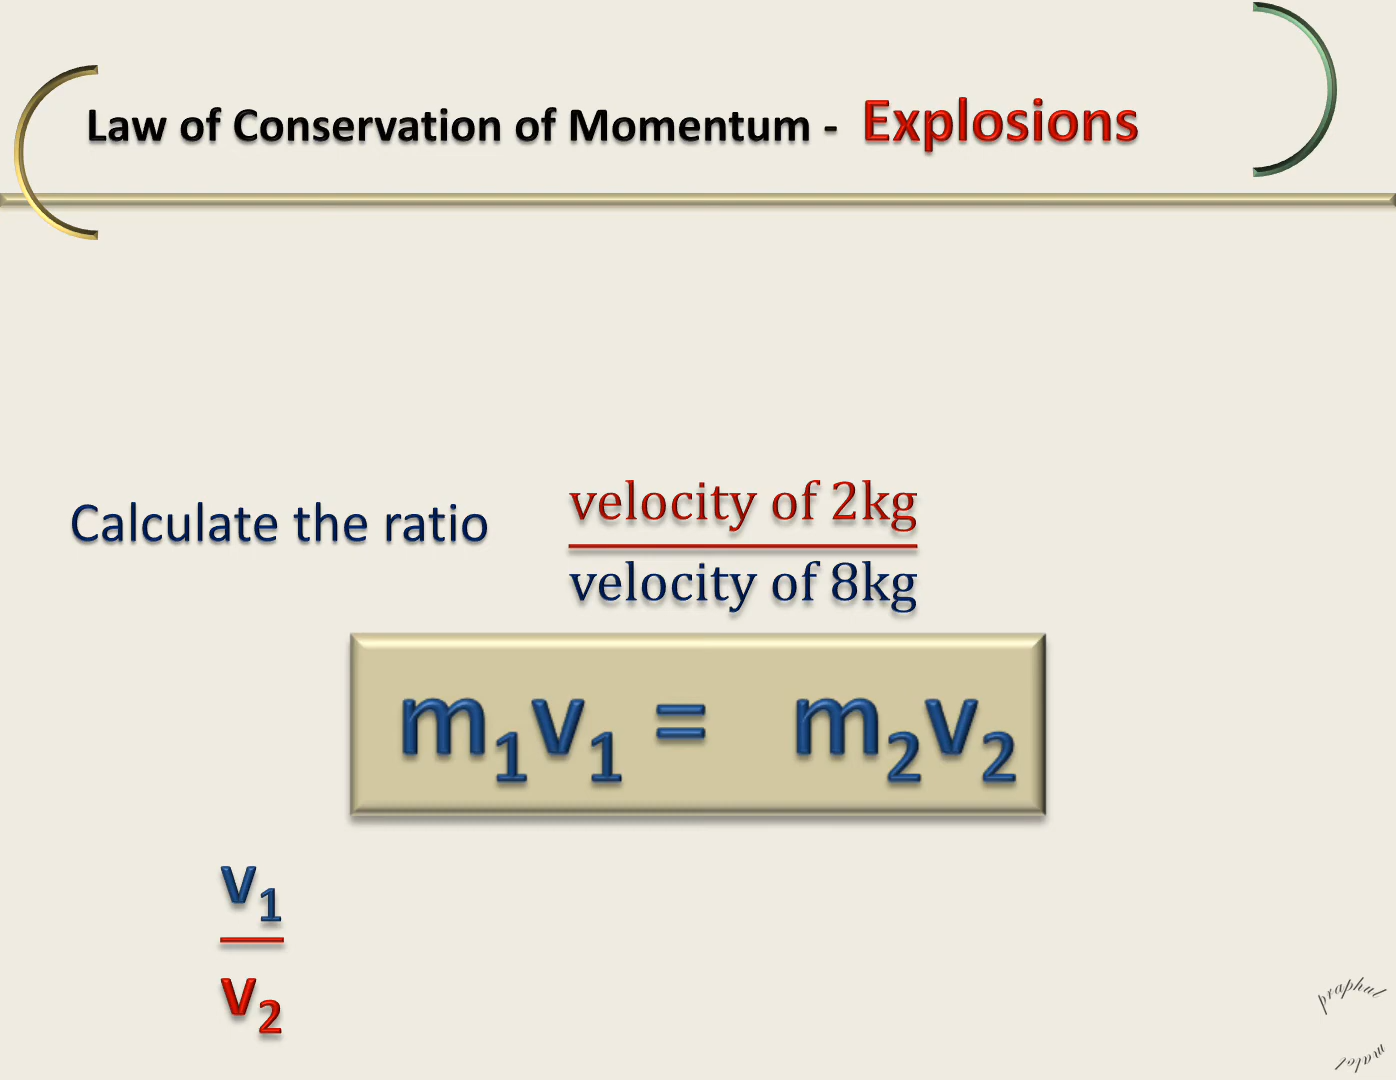 Law of Conservation of Momentum - Explosions
Calculate the ratio velocity of 2kg
velocity of 8kg
m₁v₁ = m₂v₂
v₁
v₂
praphul